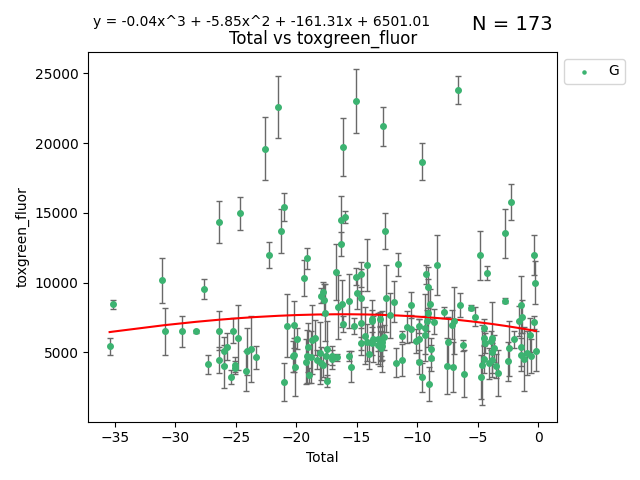 y = -0.04x^3 + -5.85x^2 + -161.31x + 6501.01
N = 173
Total vs toxgreen_fluor
G
25000
20000
15000
10000
5000
toxgreen_fluor
−35 −30 −25 −20 −15 −10 −5 0
Total